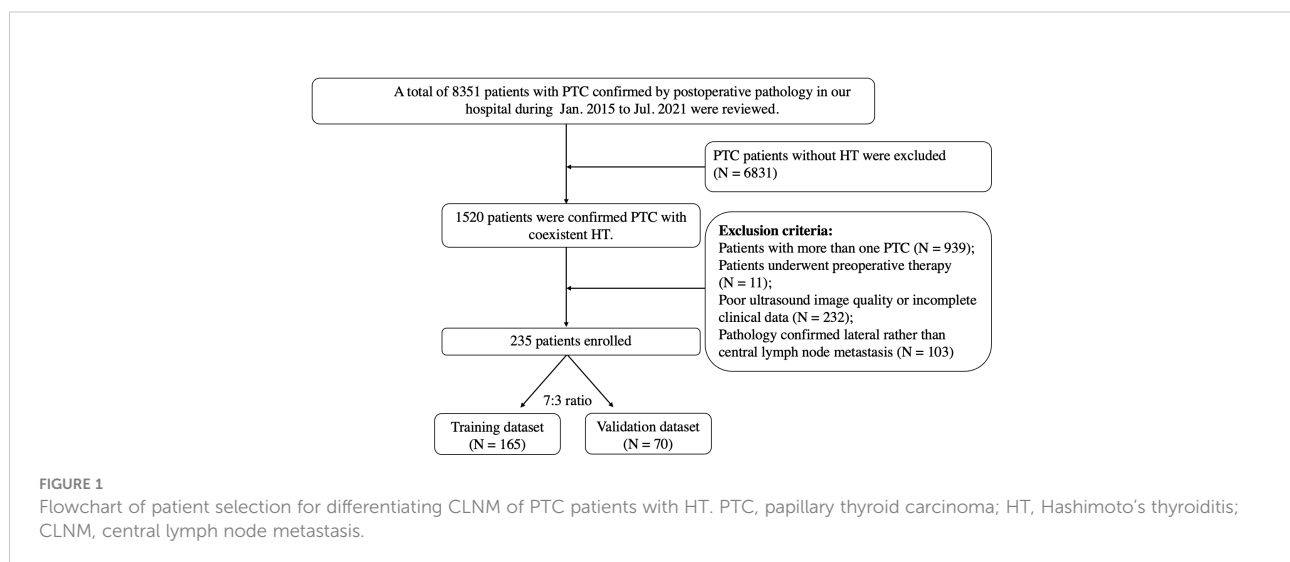 A total of 8351 patients with PTC confirmed by postoperative pathology in our
hospital during Jan. 2015 to Jul. 2021 were reviewed.
PTC patients without HT were excluded
(N = 6831)
1520 patients were confirmed PTC with
coexistent HT.
Exclusion criteria:
Patients with more than one PTC (N = 939);
Patients underwent preoperative therapy
(N = 11);
Poor ultrasound image quality or incomplete
clinical data (N = 232);
Pathology confirmed lateral rather than
central lymph node metastasis (N = 103)
235 patients enrolled
7:3 ratio
Training dataset
(N = 165)
Validation dataset
(N = 70)
FIGURE 1
Flowchart of patient selection for differentiating CLNM of PTC patients with HT. PTC, papillary thyroid carcinoma; HT, Hashimoto’s thyroiditis;
CLNM, central lymph node metastasis.